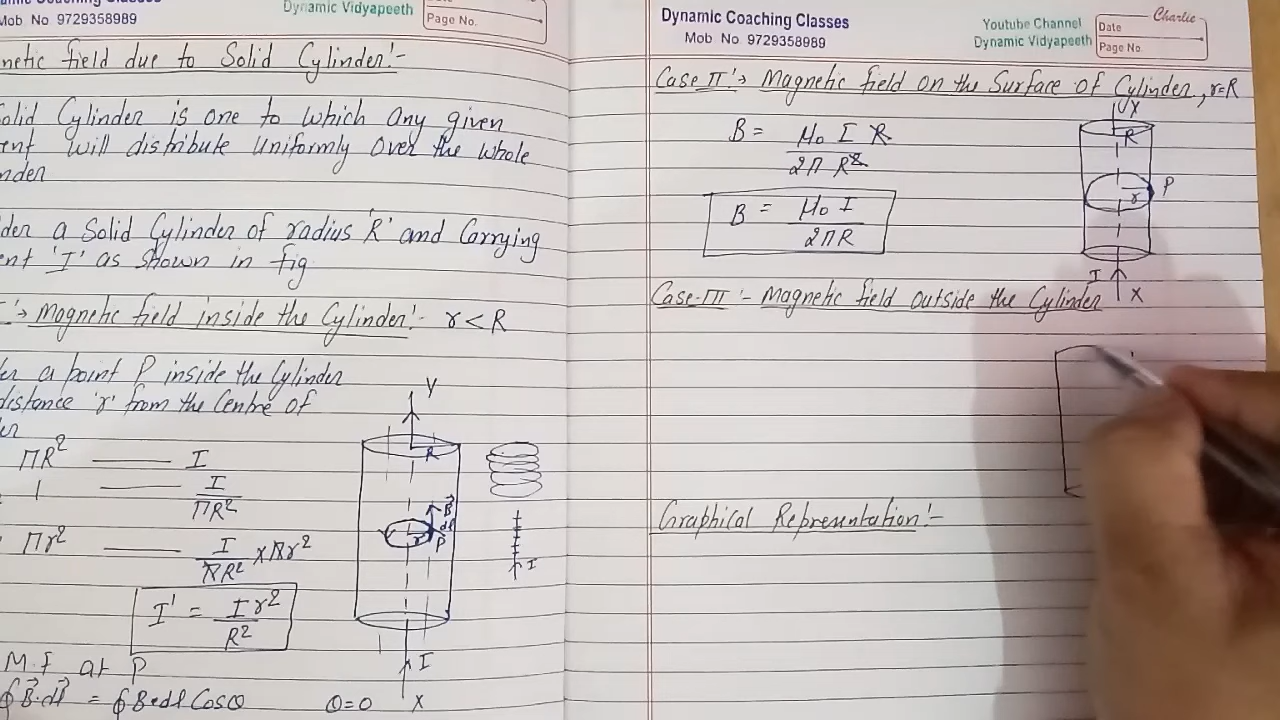 Mob No 9729358989
Dynamic Vidyapeeth
Page No.
netic field due to Solid Cylinder:-
olid Cylinder is one to which any given
ent will distribute uniformly over the whole
nder
der a Solid Cylinder of radius 'R' and Carrying
ent 'I' as shown in fig
Magnetic field inside the Cylinder:- r<R
er a point P inside the Cylinder
distance 'r' from the Centre of
er
ΠR² —— I
1 —— I/ΠR²
Πr² —— I/ΠR² × Πr²
I' = I r²/R²
M.F at P
∮B⃗.dl⃗ = ∮B•dl Cosθ θ=0
Y
R
B⃗
dl
r P
I
I
X
Dynamic Coaching Classes
Mob No 9729358989
Youtube Channel
Dynamic Vidyapeeth
Charlie
Date
Page No.
Case II:→ Magnetic field on the Surface of Cylinder, r=R
B = μ₀ I R/2Π R²
B = μ₀ I/2ΠR
R
P
r
I
X
Case-III:- Magnetic field outside the Cylinder
Graphical Representation:-